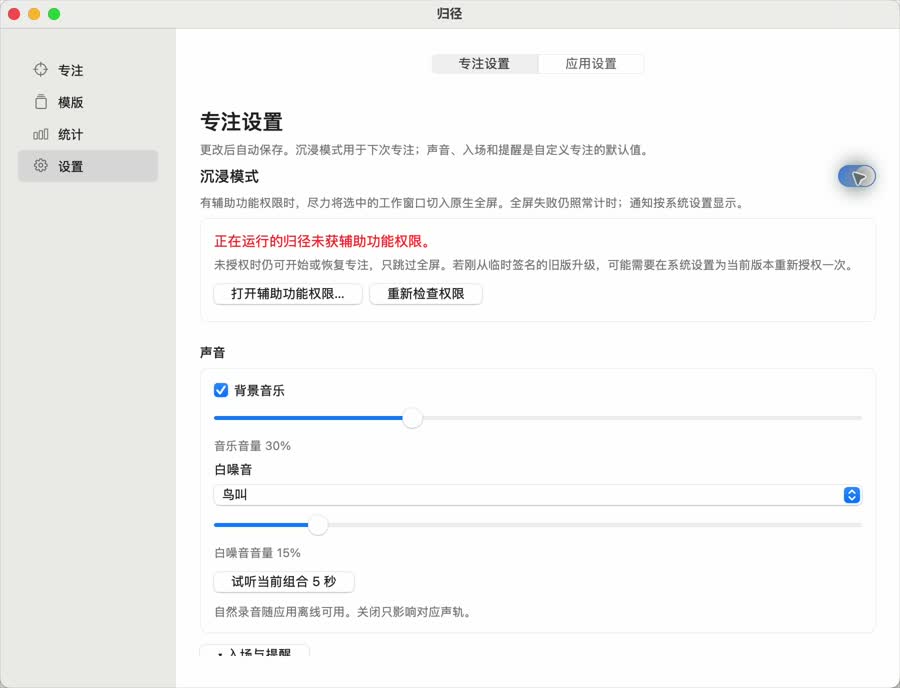 归径
专注
模版
统计
设置
专注设置
应用设置
专注设置
更改后自动保存。沉浸模式用于下次专注；声音、入场和提醒是自定义专注的默认值。
沉浸模式
有辅助功能权限时，尽力将选中的工作窗口切入原生全屏。全屏失败仍照常计时；通知按系统设置显示。
正在运行的归径未获辅助功能权限。
未授权时仍可开始或恢复专注，只跳过全屏。若刚从临时签名的旧版升级，可能需要在系统设置为当前版本重新授权一次。
打开辅助功能权限...
重新检查权限
声音
背景音乐
音乐音量 30%
白噪音
鸟叫
白噪音音量 15%
试听当前组合 5 秒
自然录音随应用离线可用。关闭只影响对应声轨。
入场与提醒